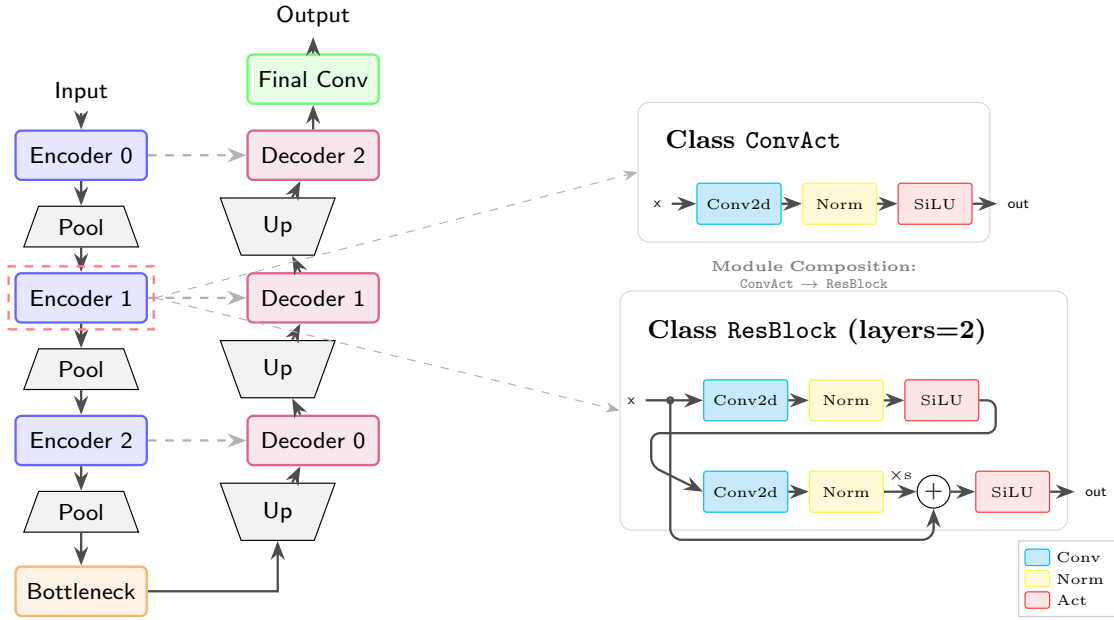 Output
Final Conv
Input
Encoder 0
Decoder 2
Pool
Up
Encoder 1
Decoder 1
Pool
Up
Encoder 2
Decoder 0
Pool
Up
Bottleneck
Class ConvAct
x
Conv2d
Norm
SiLU
out
Module Composition:
ConvAct → ResBlock
Class ResBlock (layers=2)
x
Conv2d
Norm
SiLU
Conv2d
Norm
×s
+
SiLU
out
Conv
Norm
Act